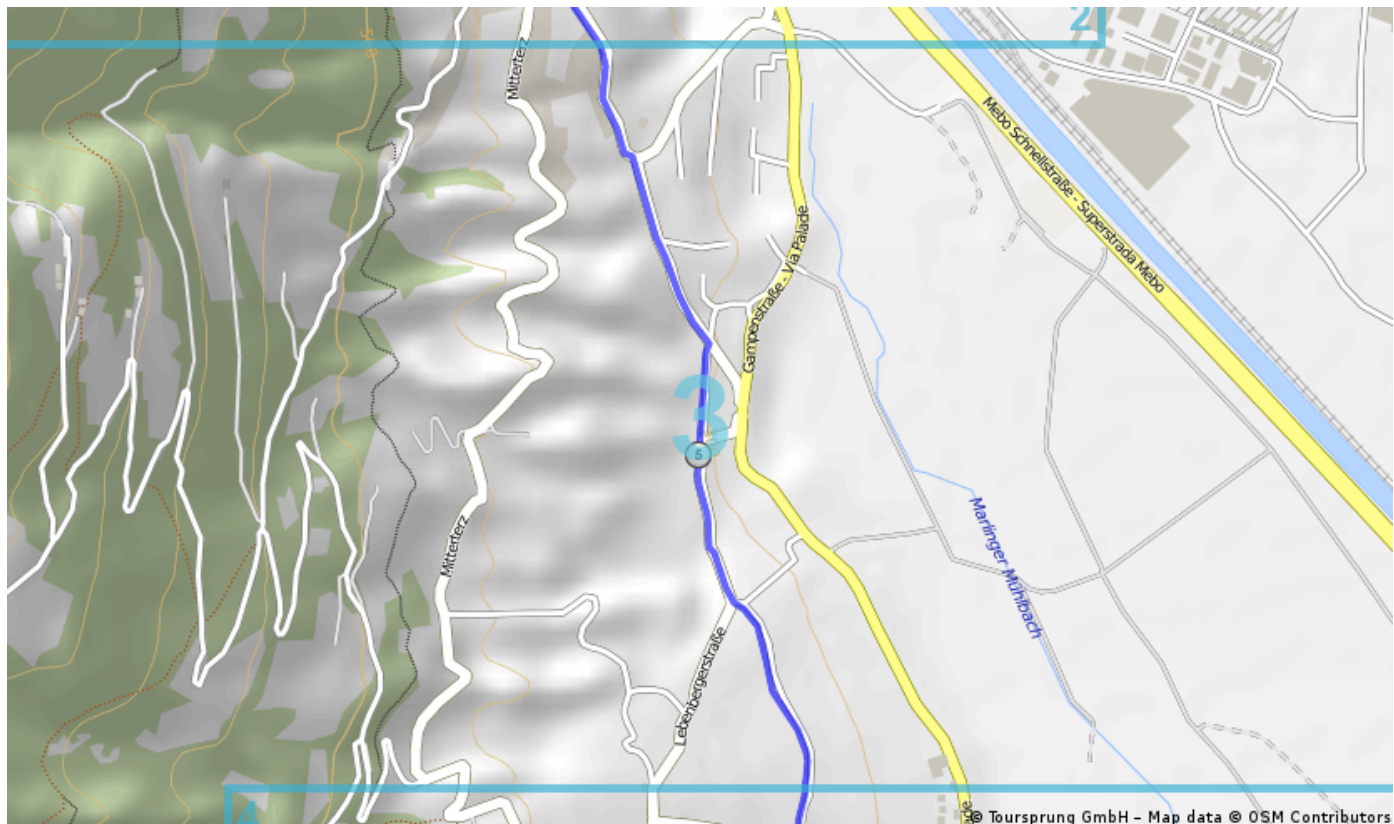 2
Mitterterz
Mebo Schnellstraße - Superstrada Mebo
Gampenstraße - Via Palade
3
5
Mitterterz
Marlinger Mühlbach
Lebenbergerstraße
4
© Toursprung GmbH – Map data © OSM Contributors